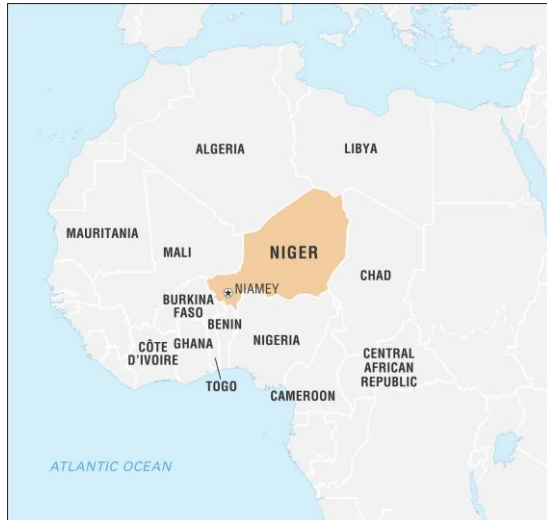 ALGERIA
LIBYA
MAURITANIA
MALI
NIGER
CHAD
NIAMEY
BURKINA
FASO
BENIN
NIGERIA
CÔTE
D'IVOIRE
GHANA
TOGO
CENTRAL
AFRICAN
REPUBLIC
CAMEROON
ATLANTIC OCEAN